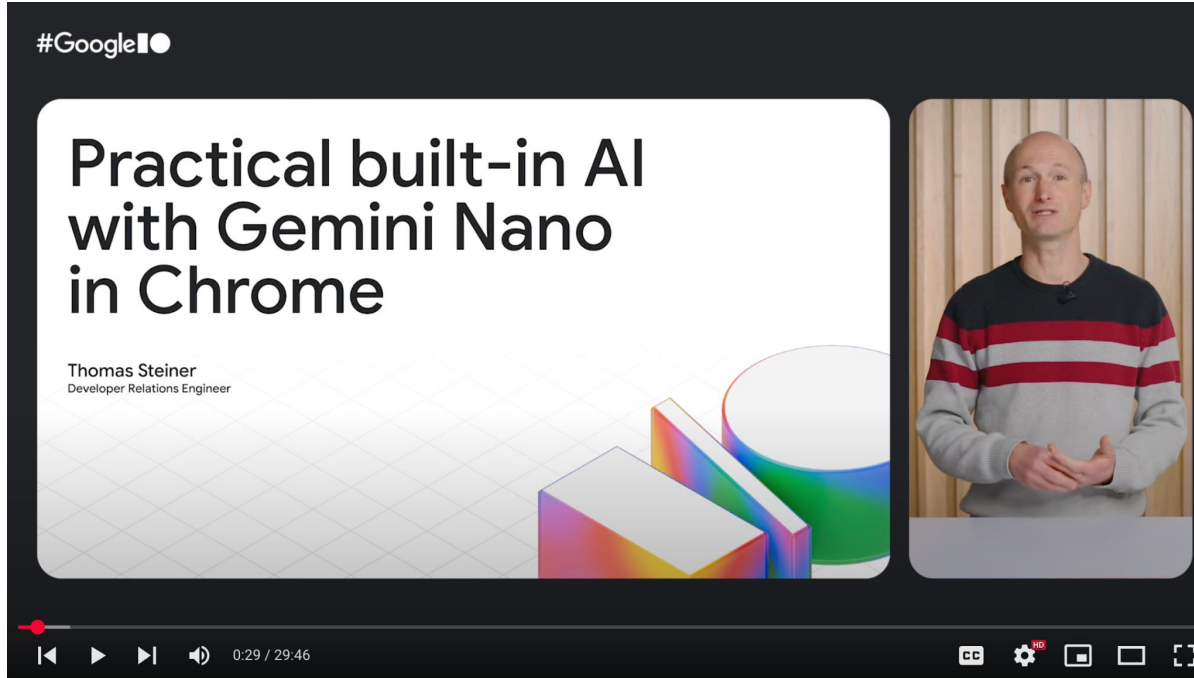 #GoogleIO
Practical built-in AI
with Gemini Nano
in Chrome
Thomas Steiner
Developer Relations Engineer
0:29 / 29:46
CC
HD